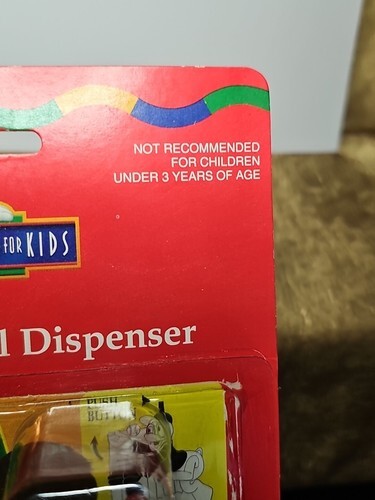 NOT RECOMMENDED
FOR CHILDREN
UNDER 3 YEARS OF AGE
FOR KIDS
l Dispenser
PUSH
BUTTON